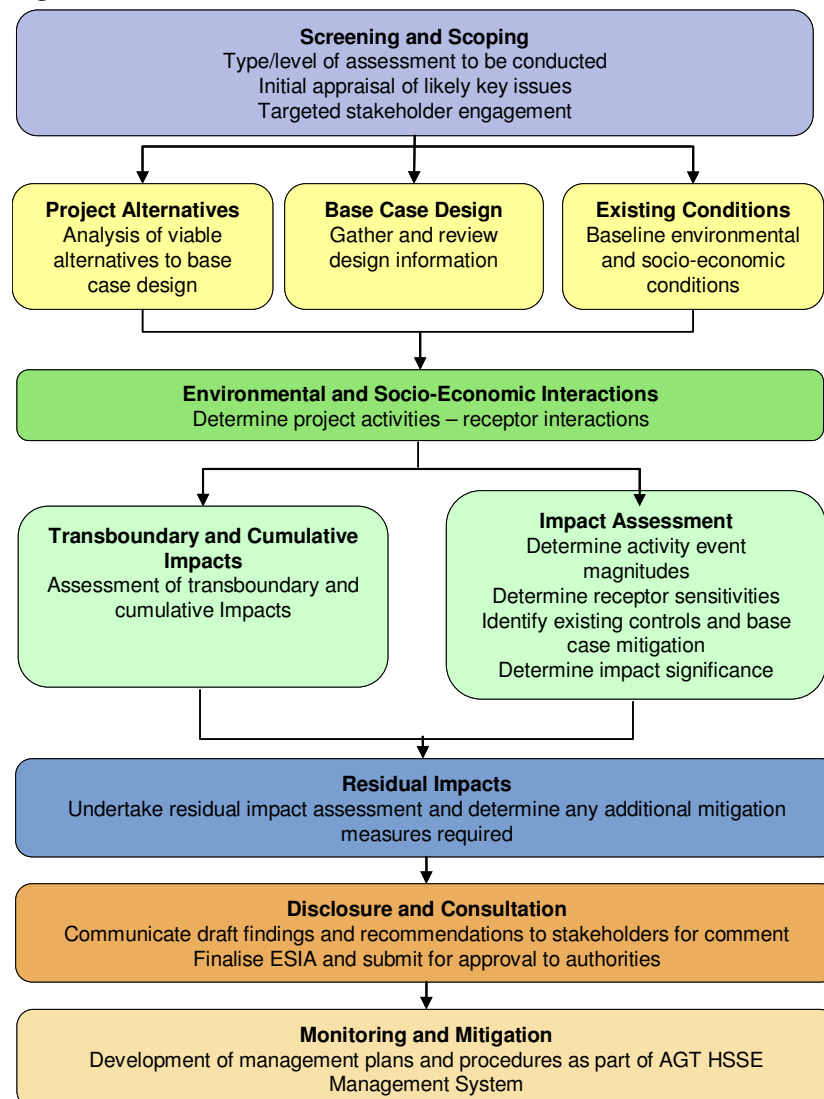 Screening and Scoping
Type/level of assessment to be conducted
Initial appraisal of likely key issues
Targeted stakeholder engagement
Project Alternatives
Analysis of viable
alternatives to base
case design
Base Case Design
Gather and review
design information
Existing Conditions
Baseline environmental
and socio-economic
conditions
Environmental and Socio-Economic Interactions
Determine project activities – receptor interactions
Transboundary and Cumulative
Impacts
Assessment of transboundary and
cumulative Impacts
Impact Assessment
Determine activity event
magnitudes
Determine receptor sensitivities
Identify existing controls and base
case mitigation
Determine impact significance
Residual Impacts
Undertake residual impact assessment and determine any additional mitigation
measures required
Disclosure and Consultation
Communicate draft findings and recommendations to stakeholders for comment
Finalise ESIA and submit for approval to authorities
Monitoring and Mitigation
Development of management plans and procedures as part of AGT HSSE
Management System